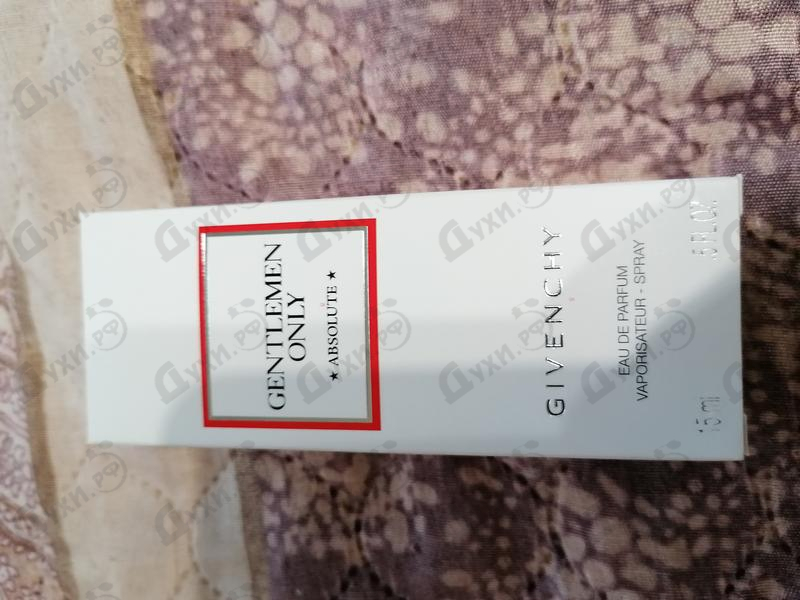 GENTLEMEN
ONLY
★ ABSOLUTE ★
GIVENCHY
EAU DE PARFUM
VAPORISATEUR - SPRAY
15 ml .5 FL.OZ.
Духи.рф